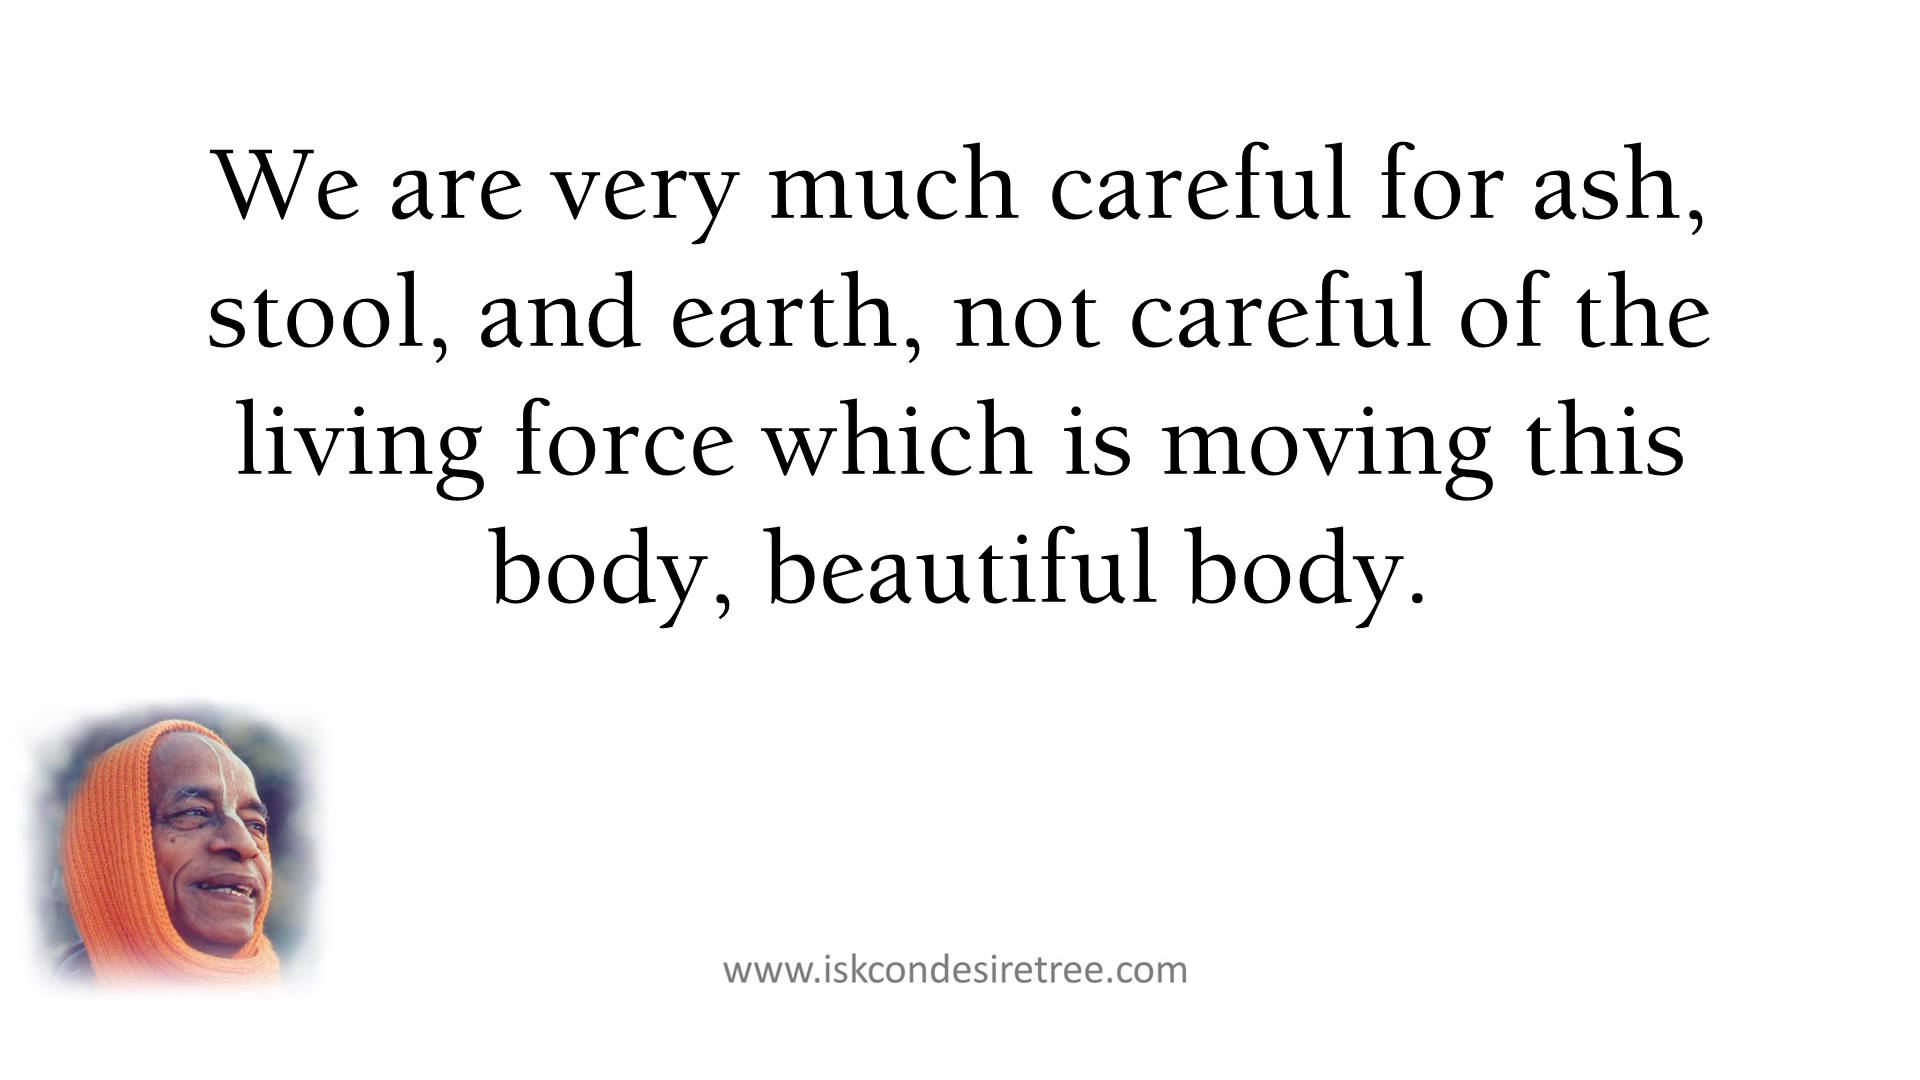 We are very much careful for ash,
stool, and earth, not careful of the
living force which is moving this
body, beautiful body.
www.iskcondesiretree.com